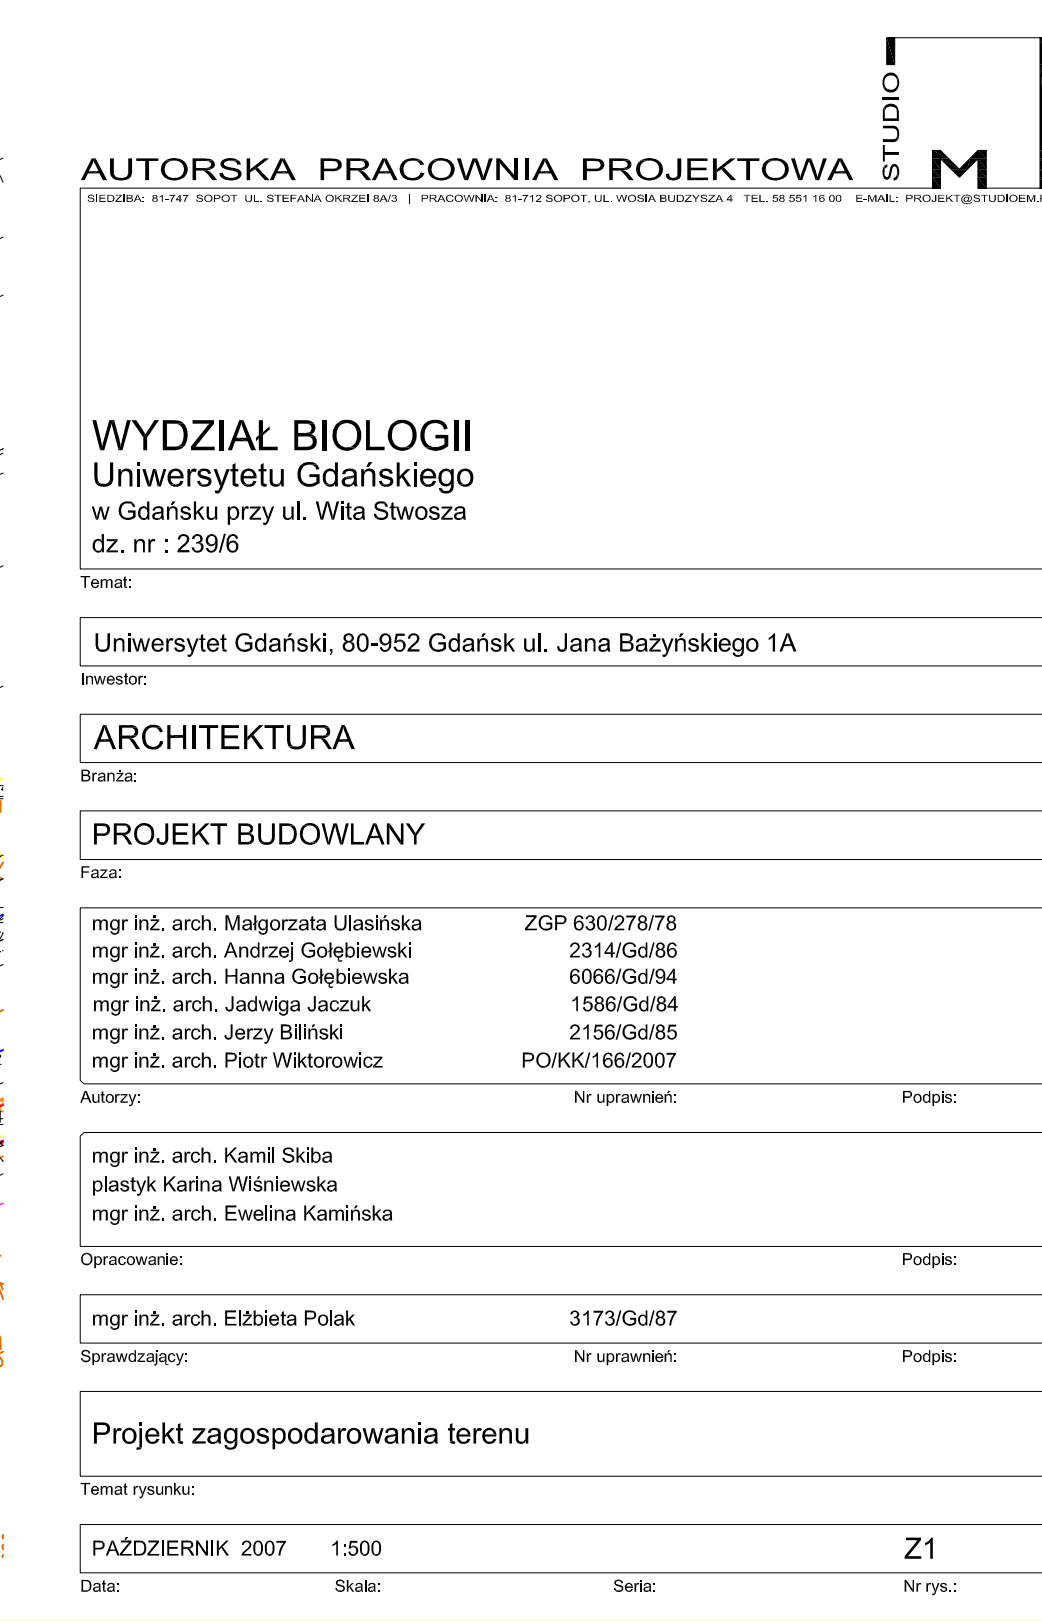 STUDIO
M
AUTORSKA PRACOWNIA PROJEKTOWA
SIEDZIBA: 81-747 SOPOT UL. STEFANA OKRZEI 8A/3 | PRACOWNIA: 81-712 SOPOT, UL. WOSIA BUDZYSZA 4 TEL. 58 551 16 00 E-MAIL: PROJEKT@STUDIOEM.
WYDZIAŁ BIOLOGII
Uniwersytetu Gdańskiego
w Gdańsku przy ul. Wita Stwosza
dz. nr : 239/6
Temat:
Uniwersytet Gdański, 80-952 Gdańsk ul. Jana Bażyńskiego 1A
Inwestor:
ARCHITEKTURA
Branża:
PROJEKT BUDOWLANY
Faza:
mgr inż. arch. Małgorzata Ulasińska ZGP 630/278/78
mgr inż. arch. Andrzej Gołębiewski 2314/Gd/86
mgr inż. arch. Hanna Gołębiewska 6066/Gd/94
mgr inż. arch. Jadwiga Jaczuk 1586/Gd/84
mgr inż. arch. Jerzy Biliński 2156/Gd/85
mgr inż. arch. Piotr Wiktorowicz PO/KK/166/2007
Autorzy: Nr uprawnień: Podpis:
mgr inż. arch. Kamil Skiba
plastyk Karina Wiśniewska
mgr inż. arch. Ewelina Kamińska
Opracowanie: Podpis:
mgr inż. arch. Elżbieta Polak 3173/Gd/87
Sprawdzający: Nr uprawnień: Podpis:
Projekt zagospodarowania terenu
Temat rysunku:
PAŹDZIERNIK 2007 1:500 Z1
Data: Skala: Seria: Nr rys.: